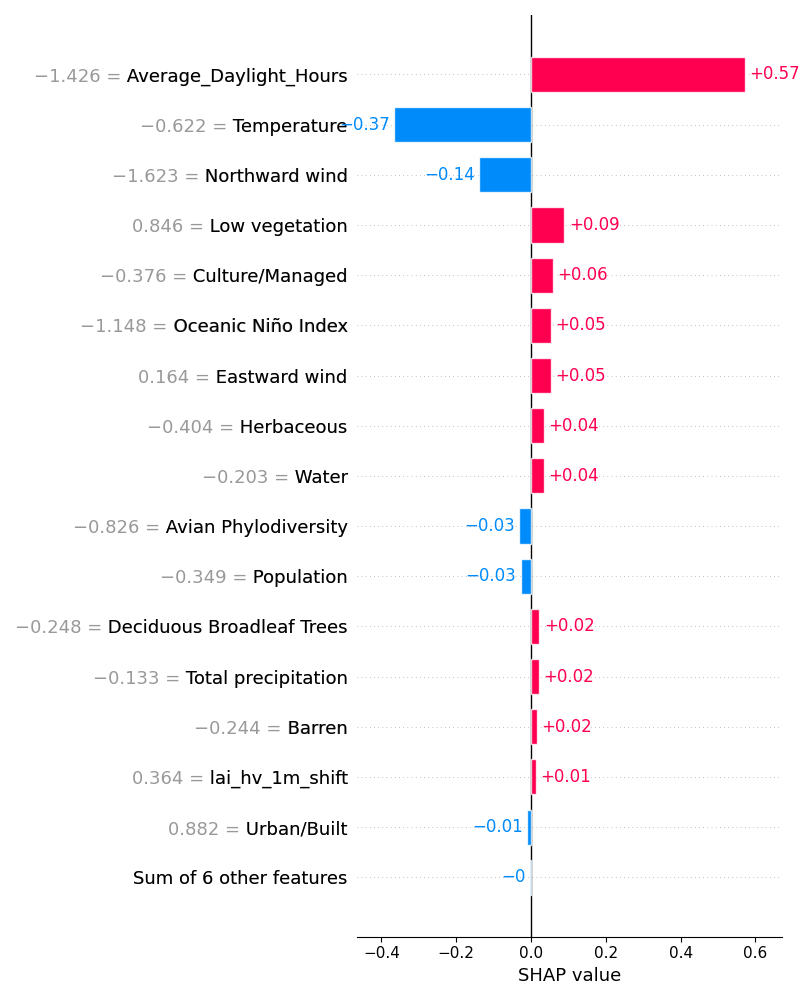 −1.426 = Average_Daylight_Hours +0.57
−0.622 = Temperature −0.37
−1.623 = Northward wind −0.14
0.846 = Low vegetation +0.09
−0.376 = Culture/Managed +0.06
−1.148 = Oceanic Niño Index +0.05
0.164 = Eastward wind +0.05
−0.404 = Herbaceous +0.04
−0.203 = Water +0.04
−0.826 = Avian Phylodiversity −0.03
−0.349 = Population −0.03
−0.248 = Deciduous Broadleaf Trees +0.02
−0.133 = Total precipitation +0.02
−0.244 = Barren +0.02
0.364 = lai_hv_1m_shift +0.01
0.882 = Urban/Built −0.01
Sum of 6 other features −0
−0.4 −0.2 0.0 0.2 0.4 0.6
SHAP value